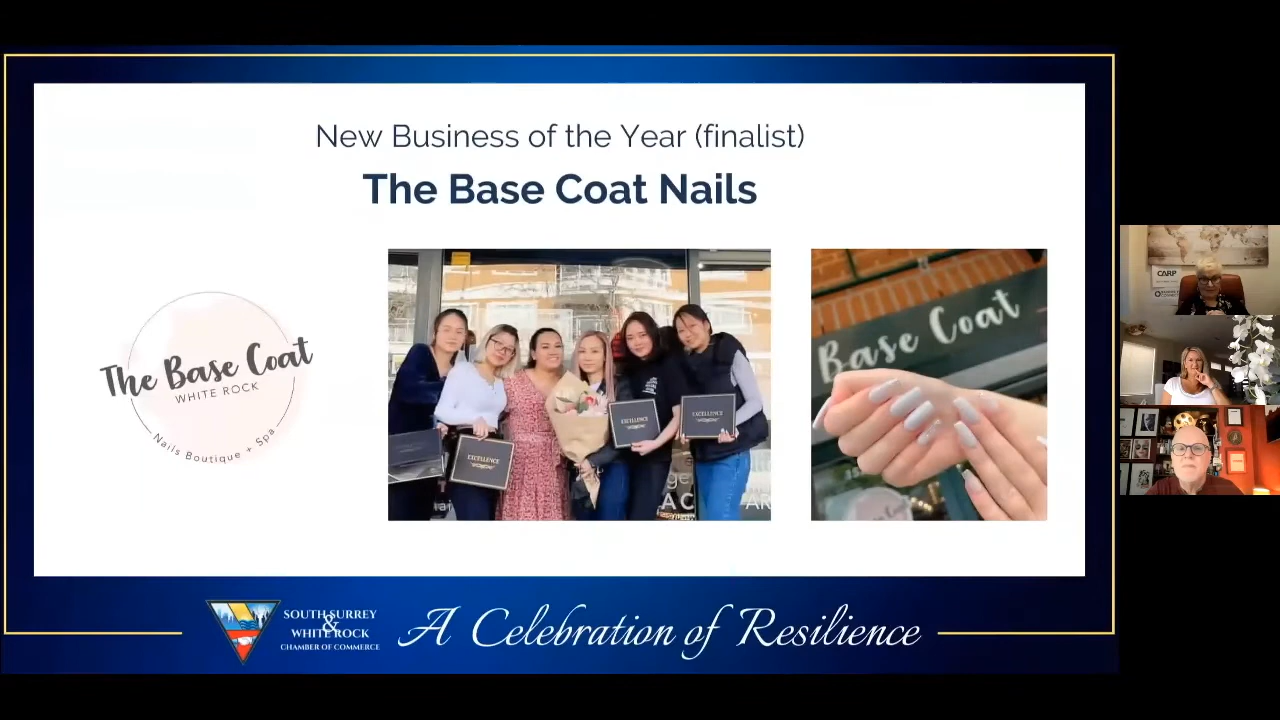 New Business of the Year (finalist)
The Base Coat Nails
The Base Coat
WHITE ROCK
Nails Boutique + Spa
EXCELLENCE
EXCELLENCE
EXCELLENCE
Base Coat
CARP
SOUTH SURREY
&
WHITE ROCK
CHAMBER OF COMMERCE
A Celebration of Resilience